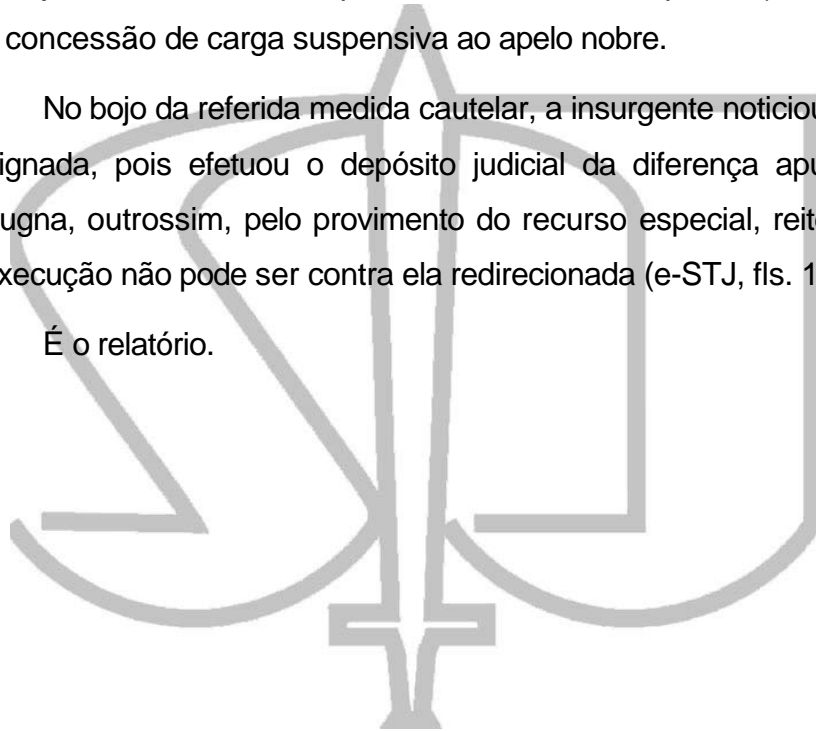 concessão de carga suspensiva ao apelo nobre.
No bojo da referida medida cautelar, a insurgente noticiou
ignada, pois efetuou o depósito judicial da diferença apu
ugna, outrossim, pelo provimento do recurso especial, reite
xecução não pode ser contra ela redirecionada (e-STJ, fls. 1
É o relatório.